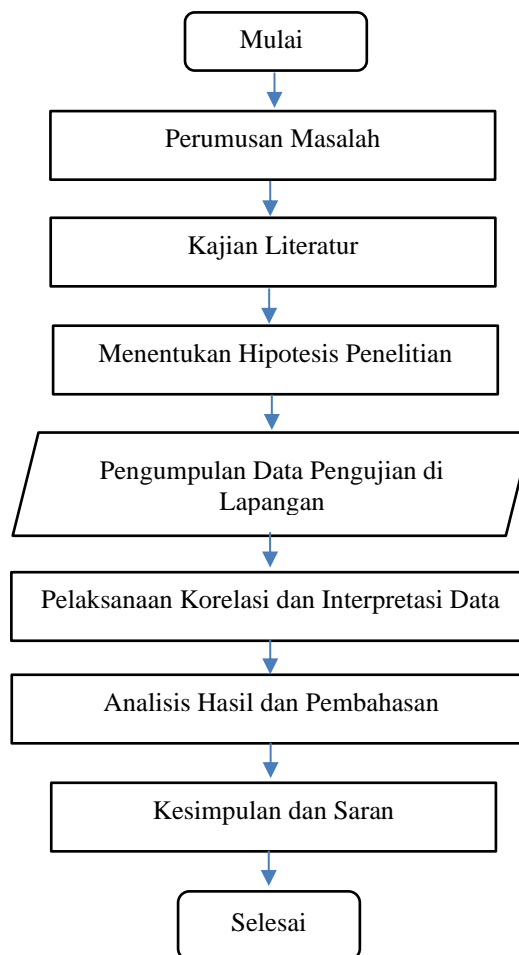 Mulai
Perumusan Masalah
Kajian Literatur
Menentukan Hipotesis Penelitian
Pengumpulan Data Pengujian di
Lapangan
Pelaksanaan Korelasi dan Interpretasi Data
Analisis Hasil dan Pembahasan
Kesimpulan dan Saran
Selesai